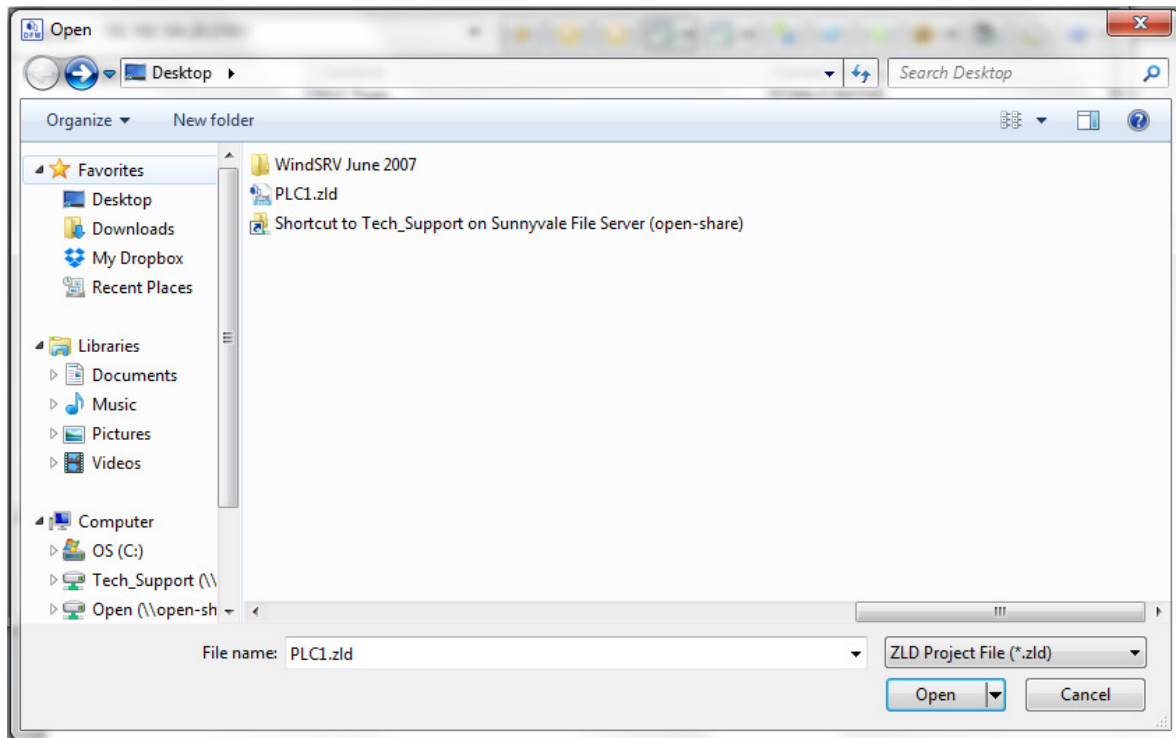 Open
Desktop
Search Desktop
Organize New folder
Favorites
Desktop
Downloads
My Dropbox
Recent Places
Libraries
Documents
Music
Pictures
Videos
Computer
OS (C:)
Tech_Support (\\
Open (\\open-sh
WindSRV June 2007
PLC1.zld
Shortcut to Tech_Support on Sunnyvale File Server (open-share)
File name: PLC1.zld ZLD Project File (*.zld)
Open Cancel